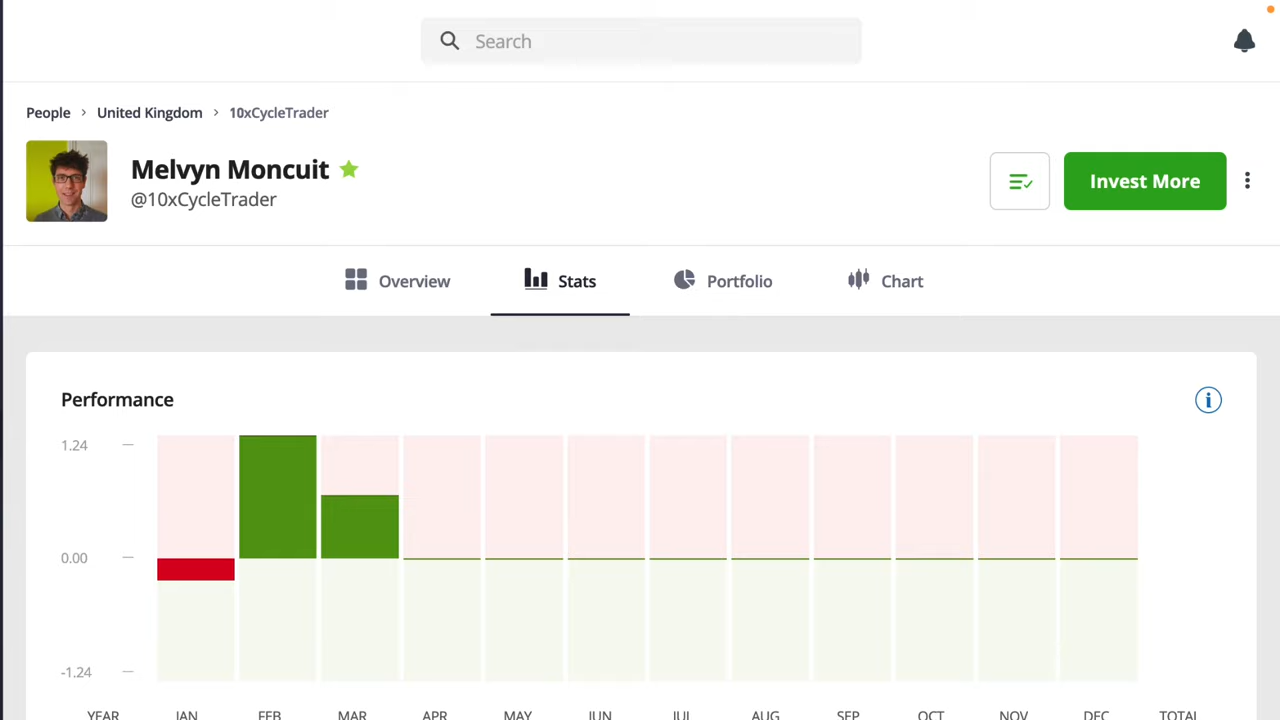 Search
People > United Kingdom > 10xCycleTrader
Melvyn Moncuit
@10xCycleTrader
Invest More
Overview
Stats
Portfolio
Chart
Performance
1.24
0.00
-1.24
YEAR JAN FEB MAR APR MAY JUN JUL AUG SEP OCT NOV DEC TOTAL